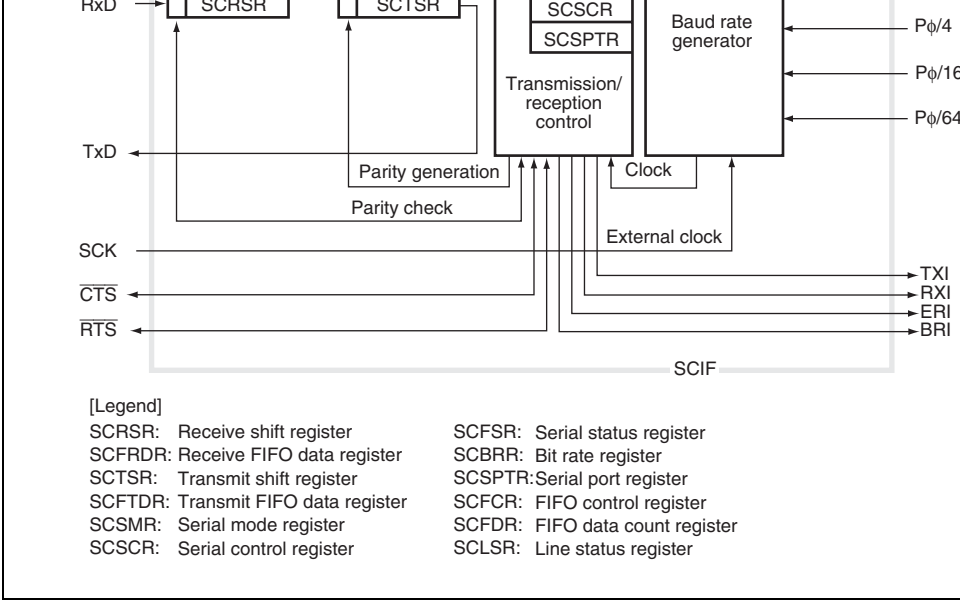 RxD
SCRSR
SCTSR
SCSCR
SCSPTR
Baud rate
generator
Pϕ/4
Pϕ/16
Pϕ/64
Transmission/
reception
control
TxD
Parity generation
Clock
Parity check
External clock
SCK
TXI
CTS
RXI
ERI
RTS
BRI
SCIF
[Legend]
SCRSR: Receive shift register
SCFRDR: Receive FIFO data register
SCTSR: Transmit shift register
SCFTDR: Transmit FIFO data register
SCSMR: Serial mode register
SCSCR: Serial control register
SCFSR: Serial status register
SCBRR: Bit rate register
SCSPTR:Serial port register
SCFCR: FIFO control register
SCFDR: FIFO data count register
SCLSR: Line status register